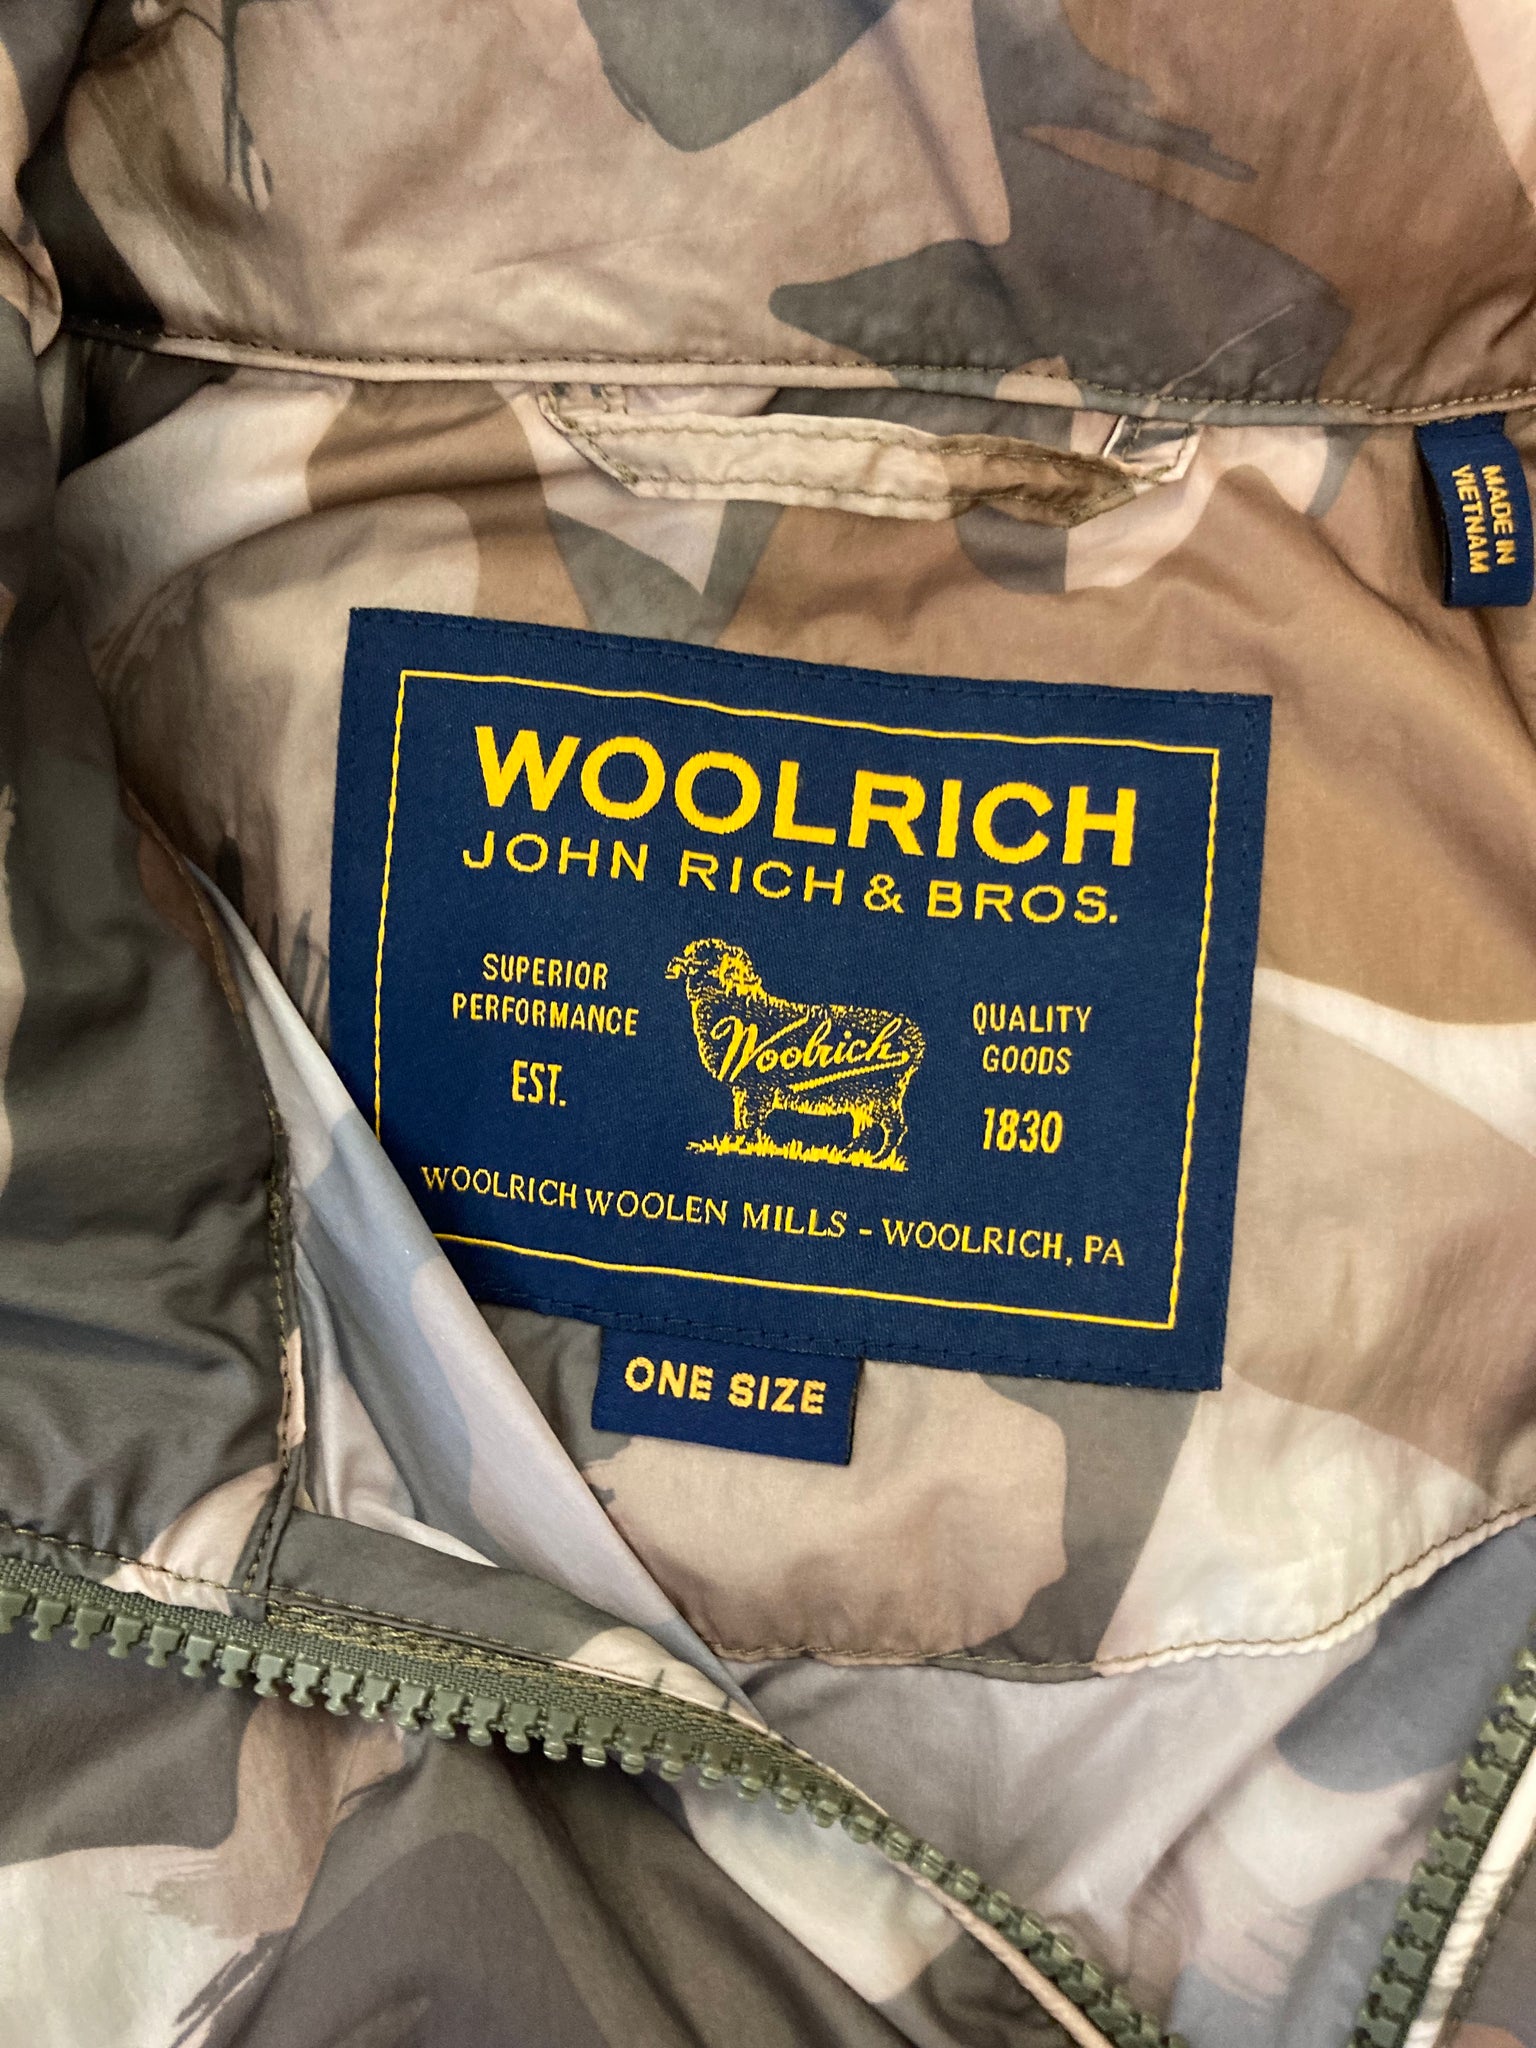 MADE IN
VIETNAM
WOOLRICH
JOHN RICH & BROS.
SUPERIOR
PERFORMANCE
EST.
Woolrich
QUALITY
GOODS
1830
WOOLRICH WOOLEN MILLS - WOOLRICH, PA
ONE SIZE